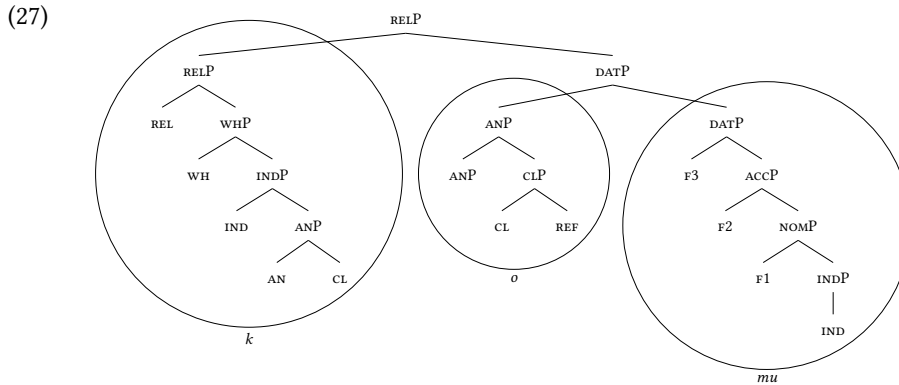 (27)
RELP
RELP DATP
REL WHP ANP DATP
WH INDP ANP CLP F3 ACCP
IND ANP CL REF F2 NOMP
AN CL o F1 INDP
k IND
mu